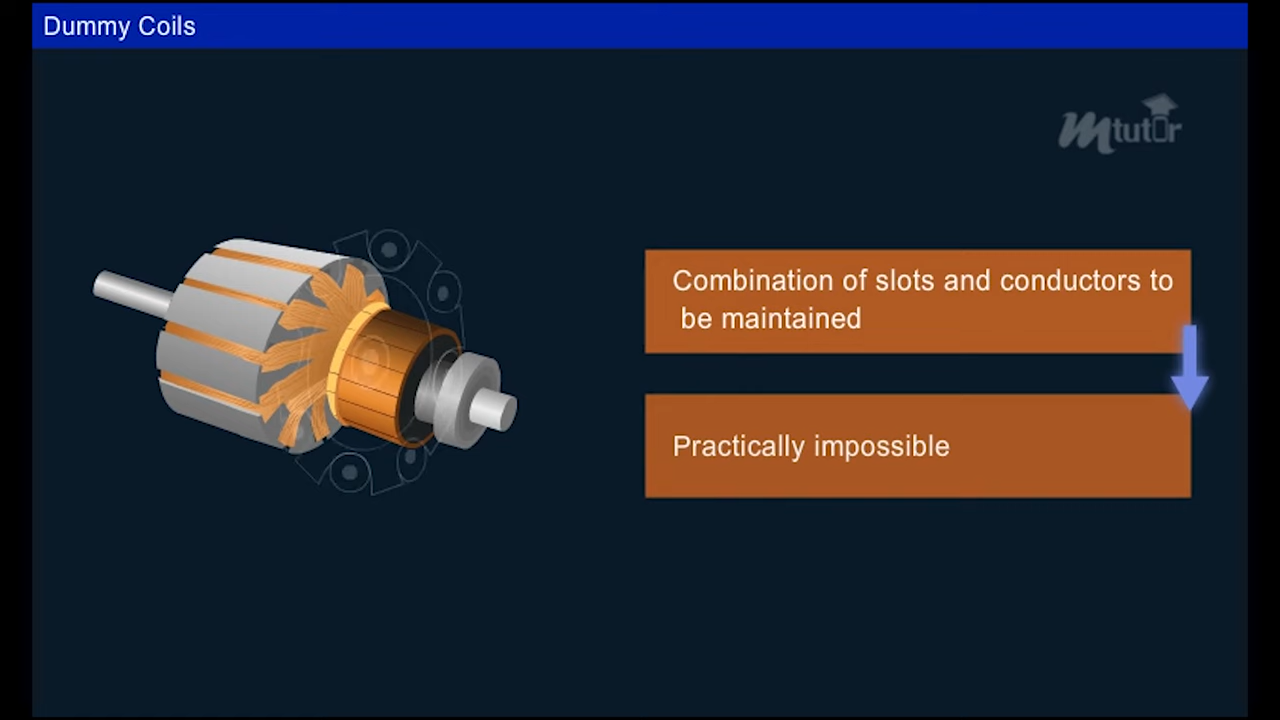 Dummy Coils
mtutor
Combination of slots and conductors to
be maintained
Practically impossible